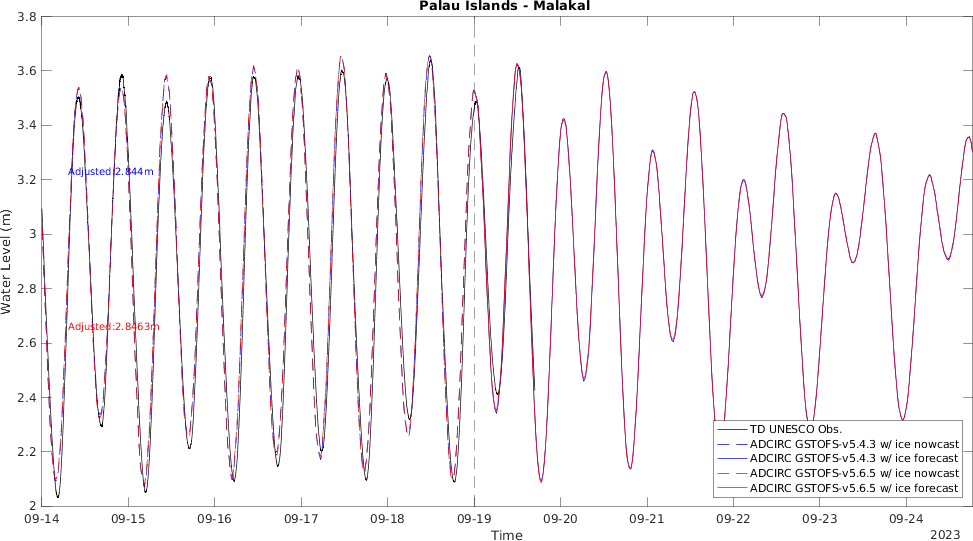 Palau Islands - Malakal
3.8
3.6
3.4
3.2
3
2.8
2.6
2.4
2.2
2
Water Level (m)
Adjusted:2.844m
Adjusted:2.8463m
TD UNESCO Obs.
ADCIRC GSTOFS-v5.4.3 w/ ice nowcast
ADCIRC GSTOFS-v5.4.3 w/ ice forecast
ADCIRC GSTOFS-v5.6.5 w/ ice nowcast
ADCIRC GSTOFS-v5.6.5 w/ ice forecast
09-14 09-15 09-16 09-17 09-18 09-19 09-20 09-21 09-22 09-23 09-24
Time
2023